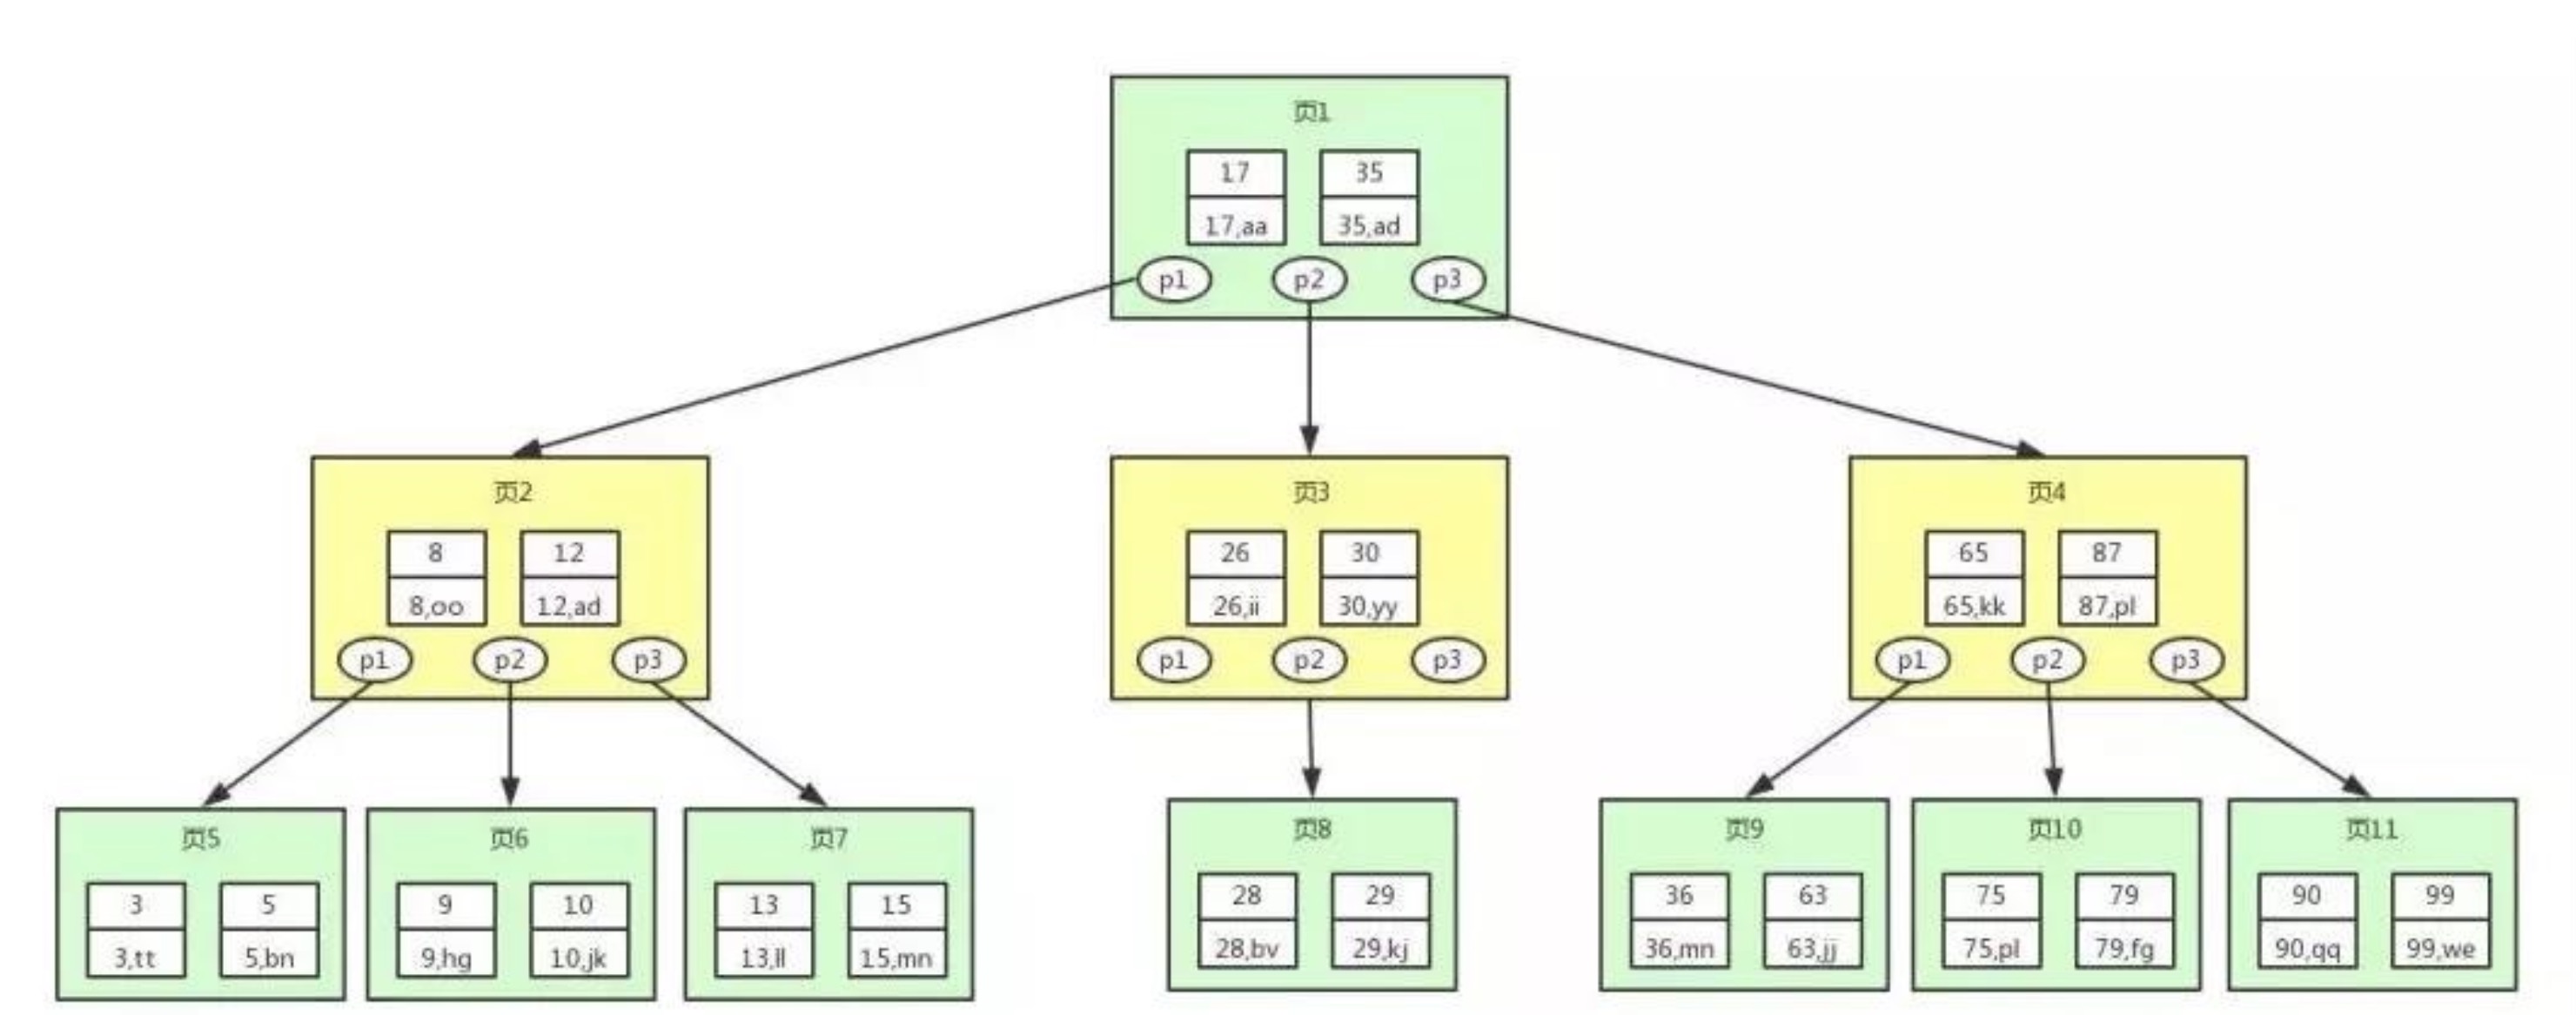 页1
17 35
17,aa 35,ad
p1 p2 p3
页2 页3 页4
8 12 26 30 65 87
8,oo 12,ad 26,ii 30,yy 65,kk 87,pl
p1 p2 p3 p1 p2 p3 p1 p2 p3
页5 页6 页7 页8 页9 页10 页11
3 5 9 10 13 15 28 29 36 63 75 79 90 99
3,tt 5,bn 9,hg 10,jk 13,ll 15,mn 28,bv 29,kj 36,mn 63,jj 75,pl 79,fg 90,qq 99,we